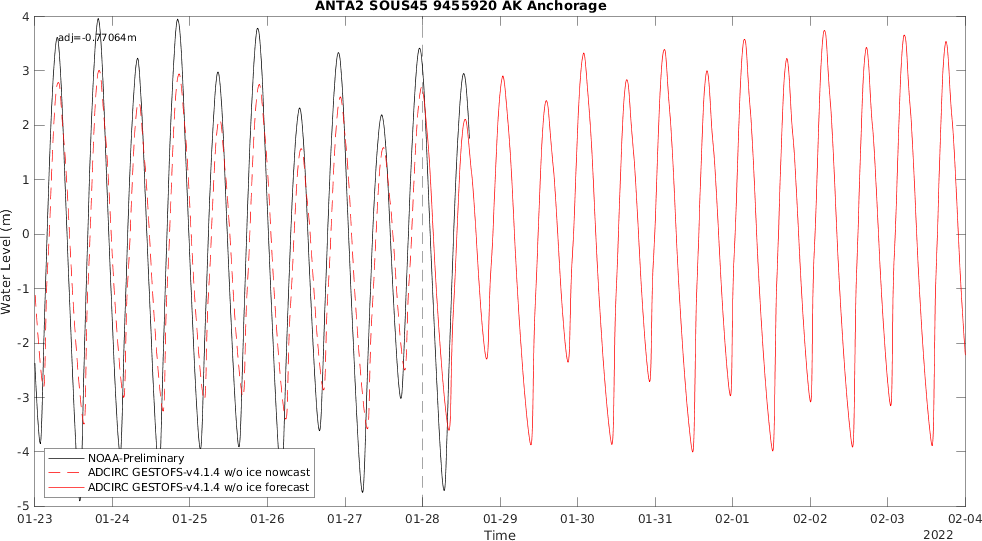 ANTA2 SOUS45 9455920 AK Anchorage
adj=-0.77064m
Water Level (m)
4
3
2
1
0
-1
-2
-3
-4
-5
NOAA-Preliminary
ADCIRC GESTOFS-v4.1.4 w/o ice nowcast
ADCIRC GESTOFS-v4.1.4 w/o ice forecast
01-23 01-24 01-25 01-26 01-27 01-28 01-29 01-30 01-31 02-01 02-02 02-03 02-04
Time
2022